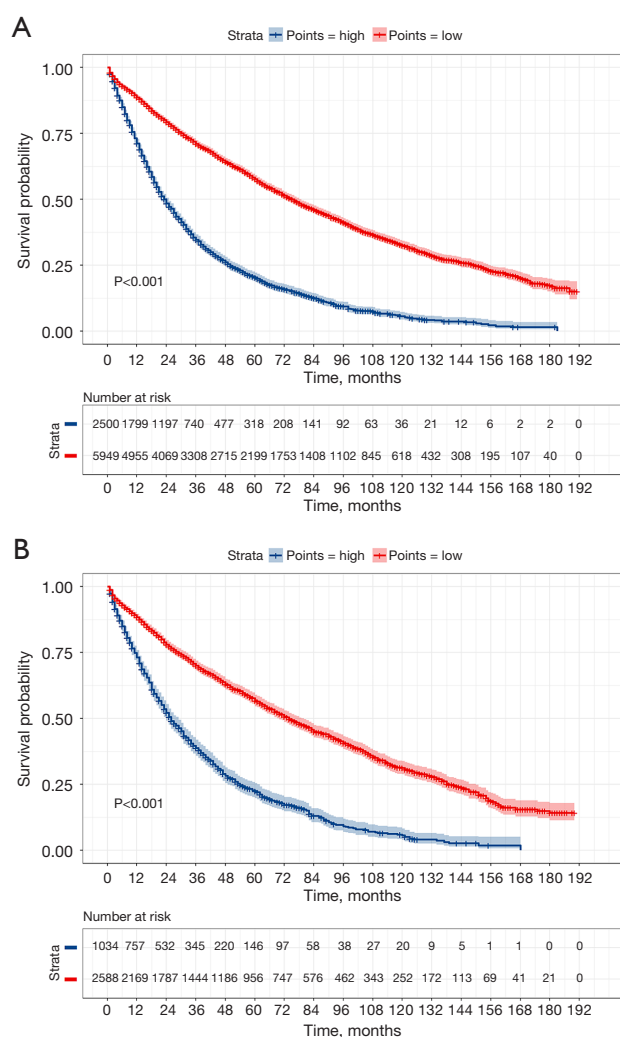 A
Strata Points = high Points = low
1.00
0.75
0.50
0.25
0.00
Survival probability
P<0.001
0 12 24 36 48 60 72 84 96 108 120 132 144 156 168 180 192
Time, months
Number at risk
Strata
2500 1799 1197 740 477 318 208 141 92 63 36 21 12 6 2 2 0
5949 4955 4069 3308 2715 2199 1753 1408 1102 845 618 432 308 195 107 40 0
0 12 24 36 48 60 72 84 96 108 120 132 144 156 168 180 192
Time, months
B
Strata Points = high Points = low
1.00
0.75
0.50
0.25
0.00
Survival probability
P<0.001
0 12 24 36 48 60 72 84 96 108 120 132 144 156 168 180 192
Time, months
Number at risk
Strata
1034 757 532 345 220 146 97 58 38 27 20 9 5 1 1 0 0
2588 2169 1787 1444 1186 956 747 576 462 343 252 172 113 69 41 21 0
0 12 24 36 48 60 72 84 96 108 120 132 144 156 168 180 192
Time, months